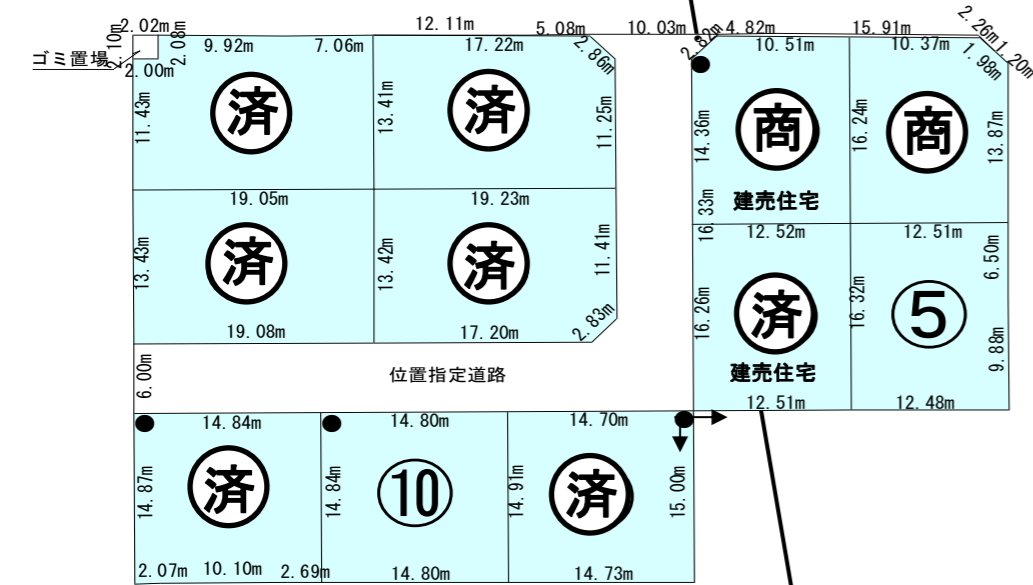 2.02m
12.11m
5.08m
10.03m
4.82m
15.91m
2.26m
1.20m
2.10m
2.08m
9.92m
7.06m
17.22m
2.86m
2.82m
10.51m
10.37m
1.98m
ゴミ置場
2.00m
11.43m
済
13.41m
済
11.25m
14.36m
商
16.24m
商
13.87m
19.05m
19.23m
16.33m
建売住宅
12.52m
12.51m
13.43m
済
13.42m
済
11.41m
6.50m
16.26m
済
16.32m
5
9.88m
19.08m
17.20m
2.83m
6.00m
位置指定道路
建売住宅
12.51m
12.48m
14.84m
14.80m
14.70m
14.87m
済
14.84m
10
14.91m
済
15.00m
2.07m
10.10m
2.69m
14.80m
14.73m